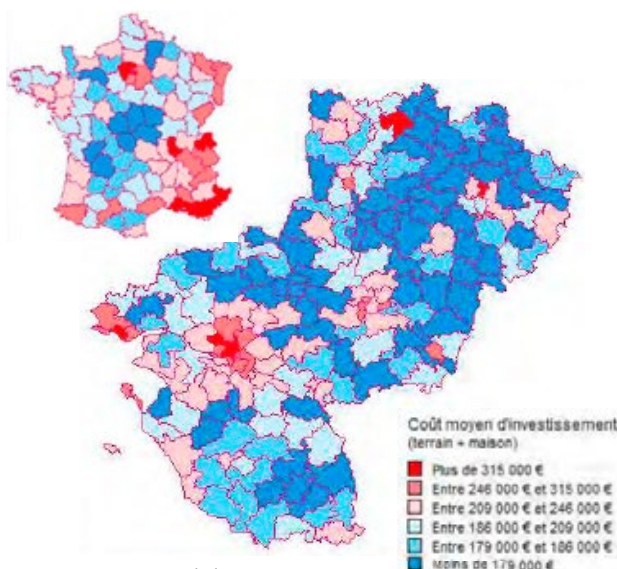 Coût moyen d'investissement
(terrain + maison)
Plus de 315 000 €
Entre 246 000 € et 315 000 €
Entre 209 000 € et 246 000 €
Entre 186 000 € et 209 000 €
Entre 179 000 € et 186 000 €
Moins de 179 000 €